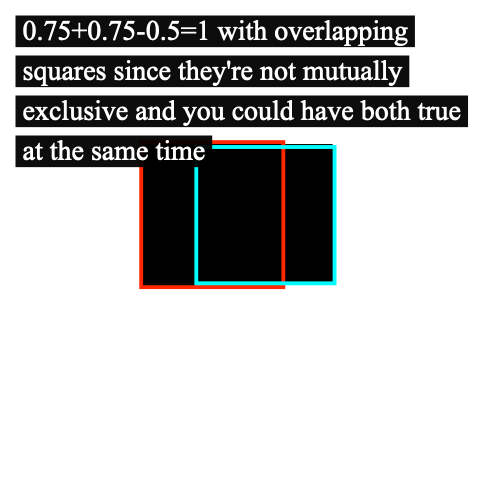 0.75+0.75-0.5=1 with overlapping
squares since they're not mutually
exclusive and you could have both true
at the same time